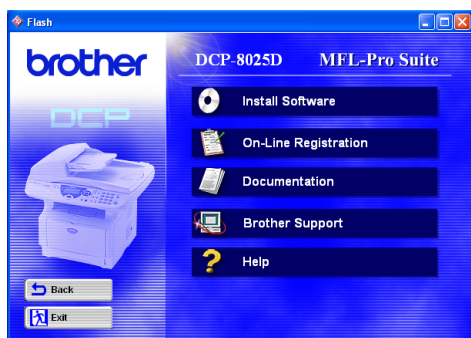 Flash
brother
DCP-8025D MFL-Pro Suite
DCP
Install Software
On-Line Registration
Documentation
Brother Support
Help
Back
Exit